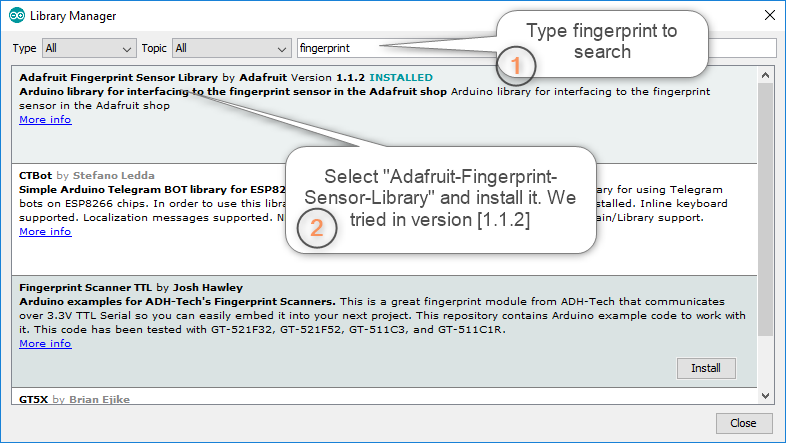 Library Manager
Type All Topic All fingerprint
Type fingerprint to
search
1
Adafruit Fingerprint Sensor Library by Adafruit Version 1.1.2 INSTALLED
Arduino library for interfacing to the fingerprint sensor in the Adafruit shop Arduino library for interfacing to the fingerprint
sensor in the Adafruit shop
More info
Select "Adafruit-Fingerprint-
Sensor-Library" and install it. We
tried in version [1.1.2]
2
CTBot by Stefano Ledda
Simple Arduino Telegram BOT library for ESP82 ary for using Telegram
bots on ESP8266 chips. In order to use this libra stalled. Inline keyboard
supported. Localization messages supported. N ain/Library support.
More info
Fingerprint Scanner TTL by Josh Hawley
Arduino examples for ADH-Tech's Fingerprint Scanners. This is a great fingerprint module from ADH-Tech that communicates
over 3.3V TTL Serial so you can easily embed it into your next project. This repository contains Arduino example code to work with
it. This code has been tested with GT-521F32, GT-521F52, GT-511C3, and GT-511C1R.
More info
Install
GT5X by Brian Ejike
Close